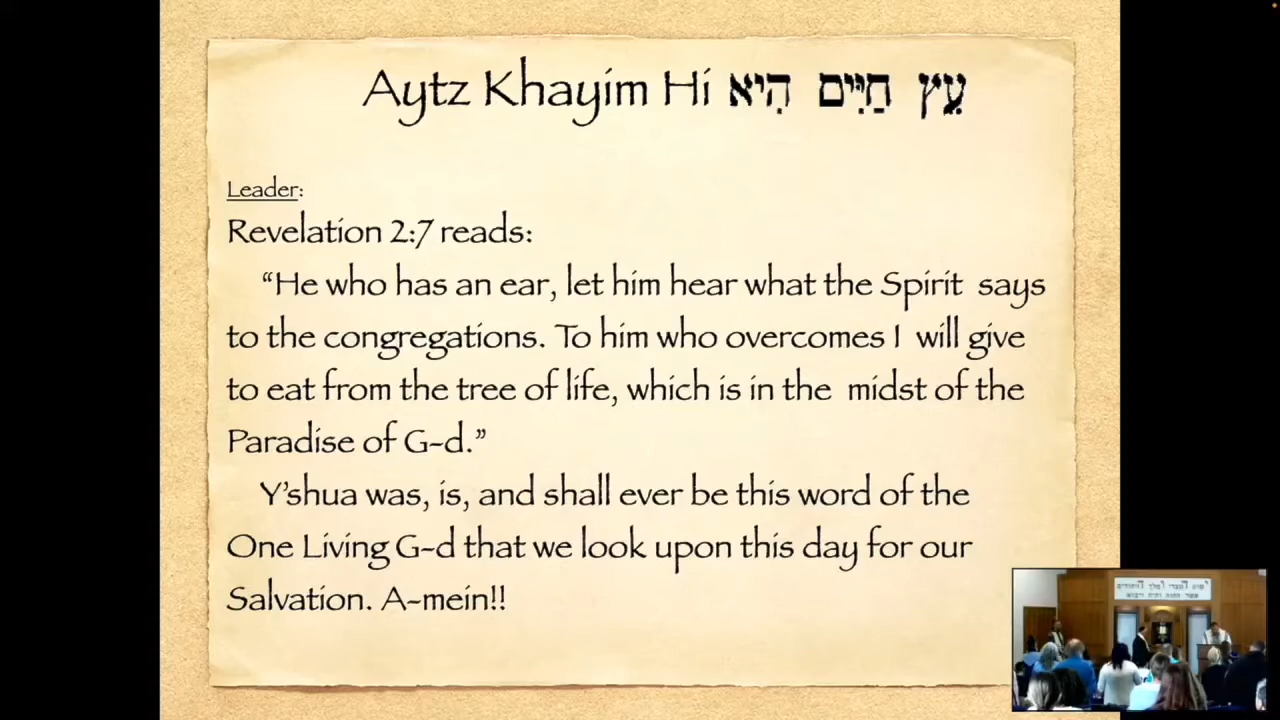 Aytz Khayim Hi עֵץ חַיִּים הִיא
Leader:
Revelation 2:7 reads:
“He who has an ear, let him hear what the Spirit says
to the congregations. To him who overcomes I will give
to eat from the tree of life, which is in the midst of the
Paradise of G-d.”
Y’shua was, is, and shall ever be this word of the
One Living G-d that we look upon this day for our
Salvation. A-mein!!